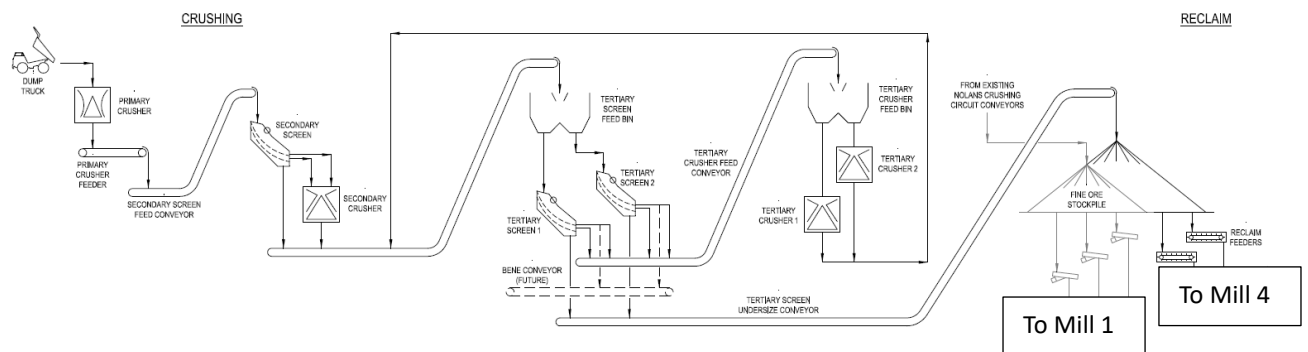 CRUSHING
RECLAIM
DUMP
TRUCK
PRIMARY
CRUSHER
PRIMARY
CRUSHER
FEEDER
SECONDARY SCREEN
FEED CONVEYOR
SECONDARY
SCREEN
SECONDARY
CRUSHER
TERTIARY
SCREEN
FEED BIN
TERTIARY
SCREEN 2
TERTIARY
SCREEN 1
BENE CONVEYOR
(FUTURE)
TERTIARY
CRUSHER FEED
CONVEYOR
TERTIARY
CRUSHER
FEED BIN
TERTIARY
CRUSHER 2
TERTIARY
CRUSHER 1
TERTIARY SCREEN
UNDERSIZE CONVEYOR
FROM EXISTING
NOLANS CRUSHING
CIRCUIT CONVEYORS
FINE ORE
STOCKPILE
RECLAIM
FEEDERS
To Mill 4
To Mill 1